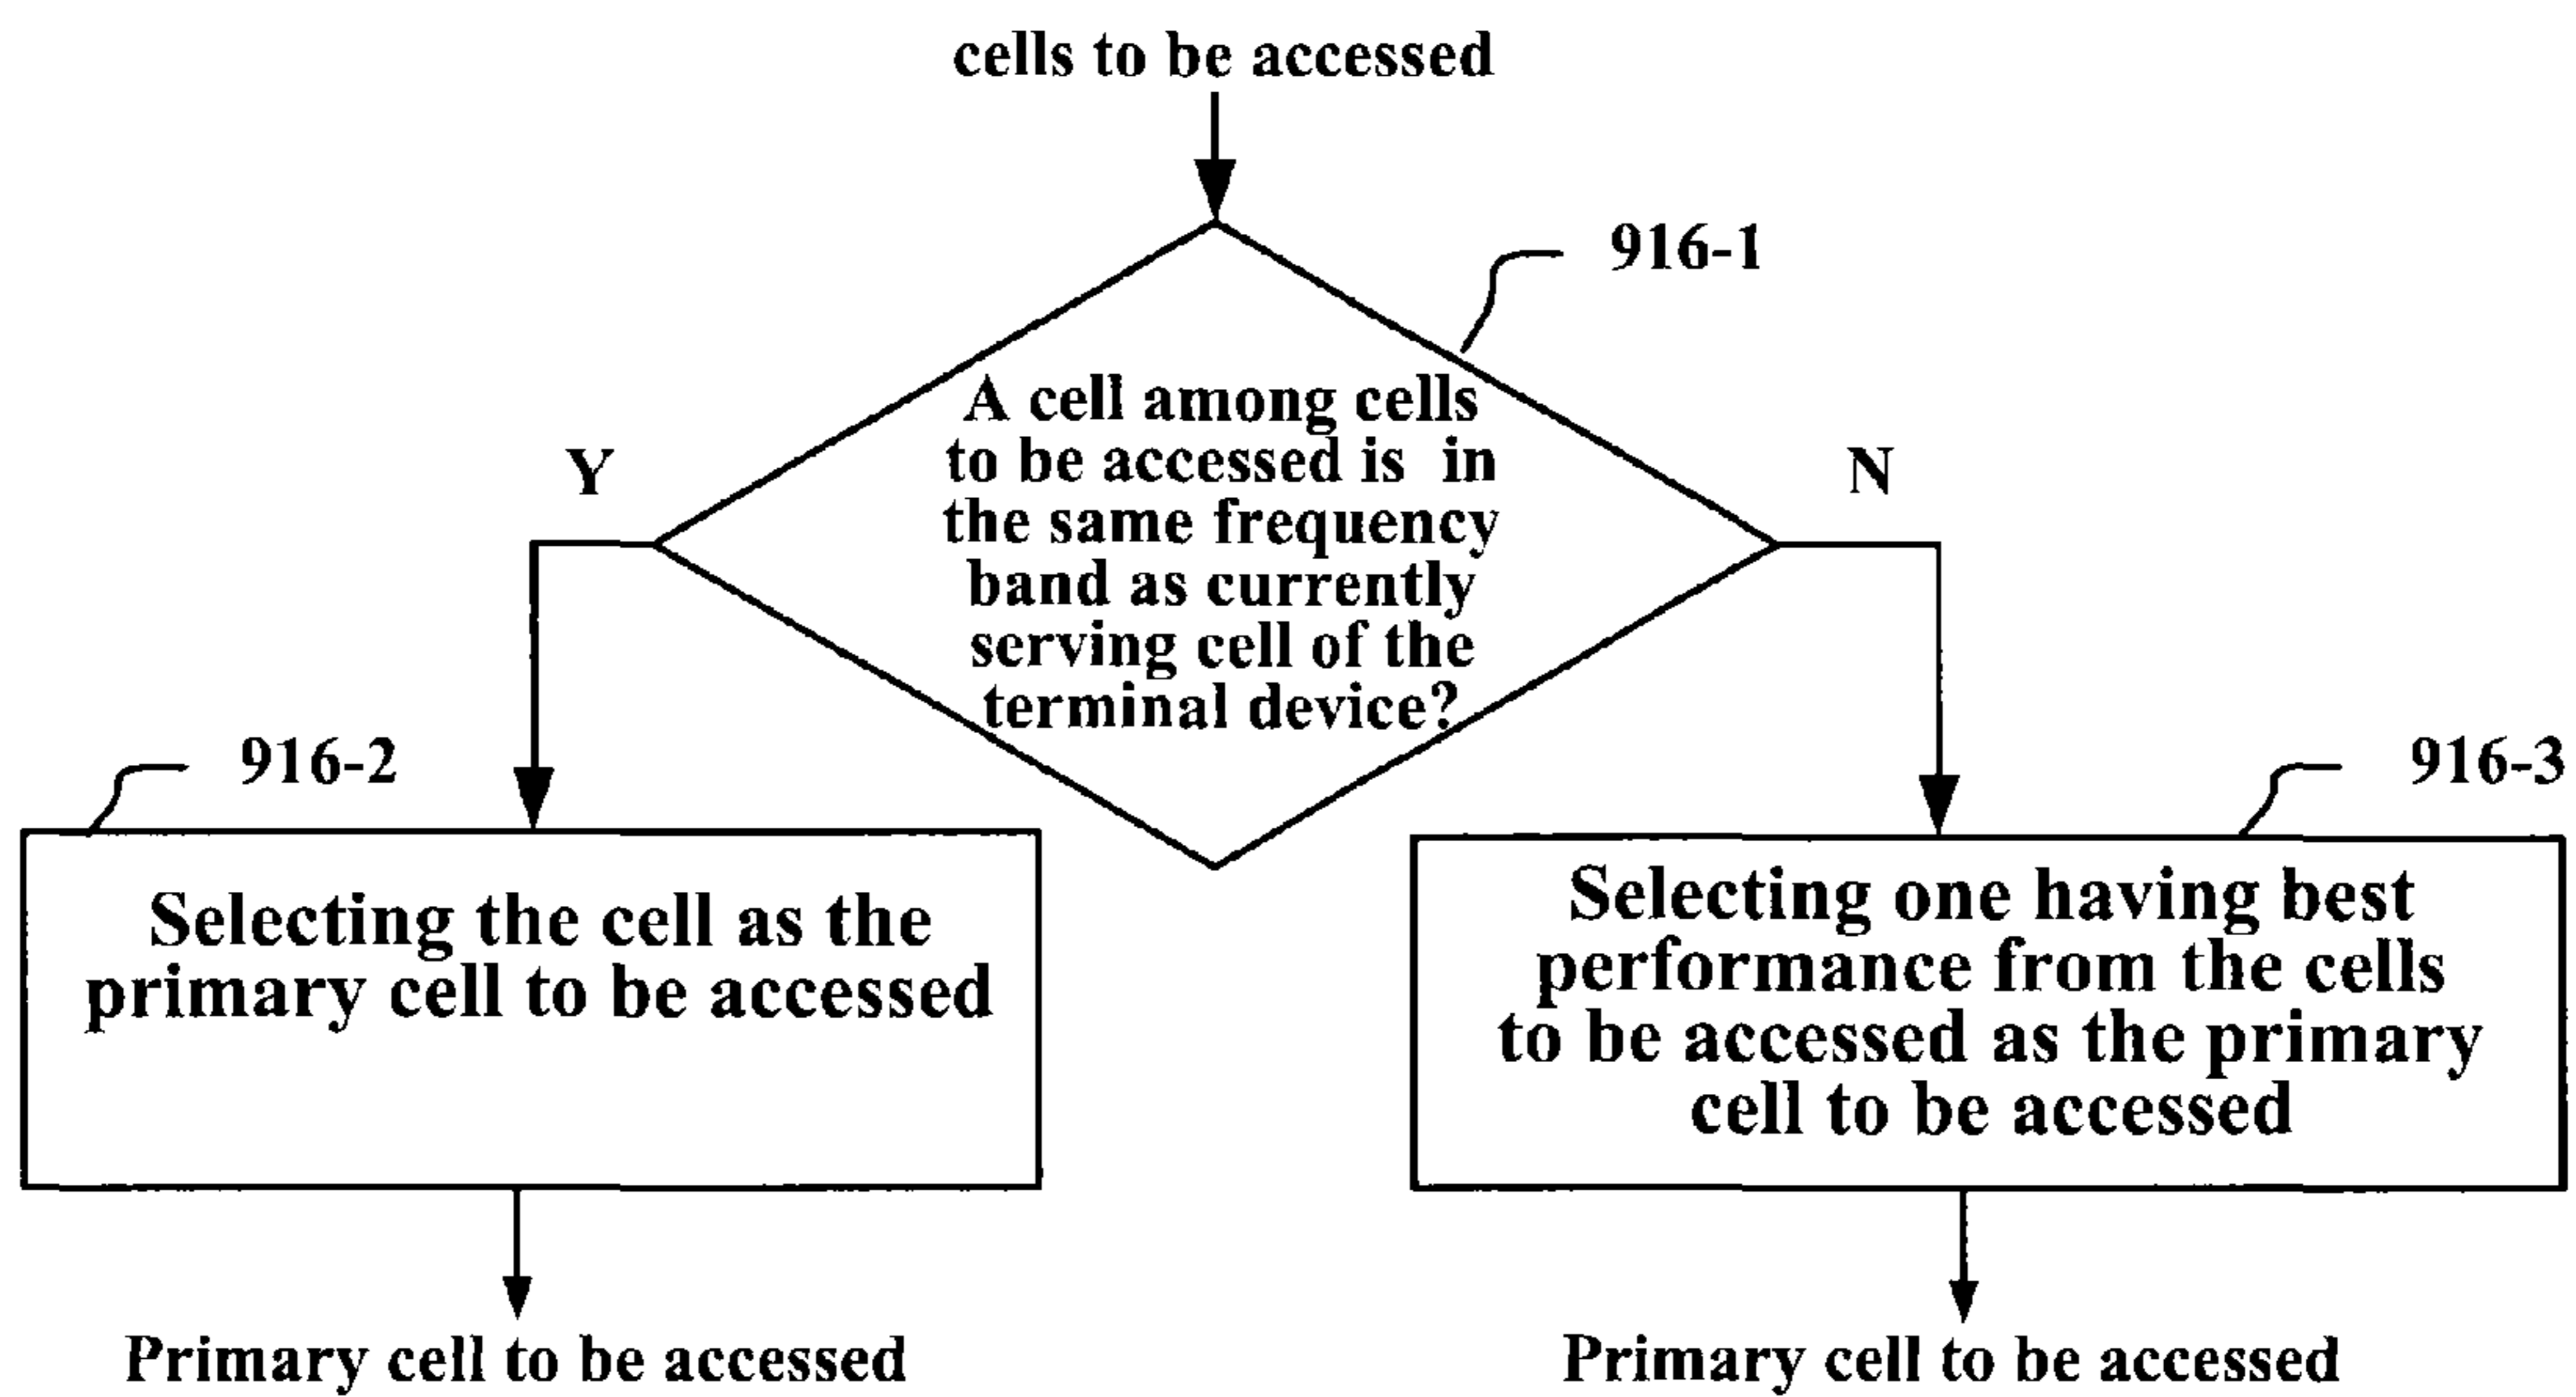 cells to be accessed
916-1
A cell among cells
to be accessed is in
the same frequency
band as currently
serving cell of the
terminal device?
Y
N
916-2
916-3
Selecting the cell as the
primary cell to be accessed
Selecting one having best
performance from the cells
to be accessed as the primary
cell to be accessed
Primary cell to be accessed
Primary cell to be accessed